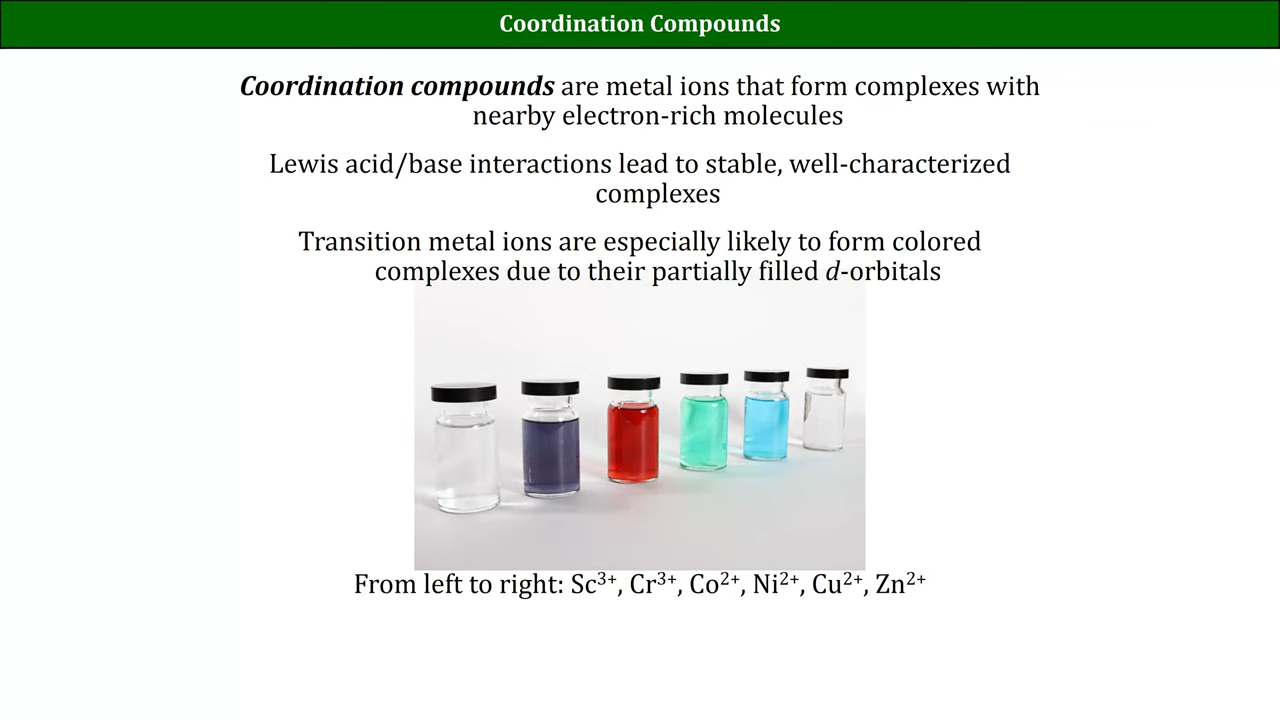 Coordination Compounds
Coordination compounds are metal ions that form complexes with
nearby electron-rich molecules
Lewis acid/base interactions lead to stable, well-characterized
complexes
Transition metal ions are especially likely to form colored
complexes due to their partially filled d-orbitals
From left to right: Sc³⁺, Cr³⁺, Co²⁺, Ni²⁺, Cu²⁺, Zn²⁺